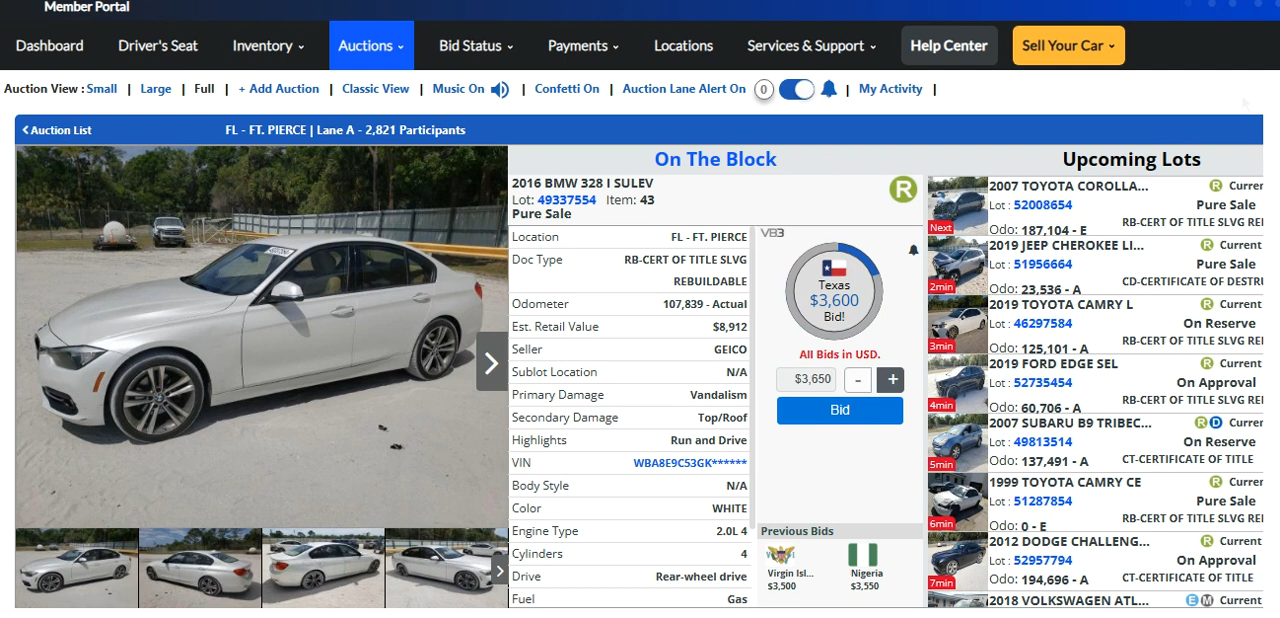 Member Portal
Dashboard Driver's Seat Inventory Auctions Bid Status Payments Locations Services & Support Help Center Sell Your Car
Auction View : Small | Large | Full | + Add Auction | Classic View | Music On | Confetti On | Auction Lane Alert On 0 | My Activity |
Auction List FL - FT. PIERCE | Lane A - 2,821 Participants
On The Block
2016 BMW 328 I SULEV
Lot: 49337554 Item: 43
Pure Sale
R
Location FL - FT. PIERCE
Doc Type RB-CERT OF TITLE SLVG
REBUILDABLE
Odometer 107,839 - Actual
Est. Retail Value $8,912
Seller GEICO
Sublot Location N/A
Primary Damage Vandalism
Secondary Damage Top/Roof
Highlights Run and Drive
VIN WBA8E9C53GK******
Body Style N/A
Color WHITE
Engine Type 2.0L 4
Cylinders 4
Drive Rear-wheel drive
Fuel Gas
VB3
Texas
$3,600
Bid!
All Bids in USD.
$3,650 - +
Bid
Previous Bids
Virgin Isl... Nigeria
$3,500 $3,550
Upcoming Lots
2007 TOYOTA COROLLA... R Curren
Lot : 52008654 Pure Sale
RB-CERT OF TITLE SLVG REI
Next Odo: 187,104 - E
2019 JEEP CHEROKEE LI... R Current
Lot : 51956664 Pure Sale
CD-CERTIFICATE OF DESTRU
2min Odo: 23,536 - A
2019 TOYOTA CAMRY L R Current
Lot : 46297584 On Reserve
RB-CERT OF TITLE SLVG REI
3min Odo: 125,101 - A
2019 FORD EDGE SEL R Current
Lot : 52735454 On Approval
RB-CERT OF TITLE SLVG REI
4min Odo: 60,706 - A
2007 SUBARU B9 TRIBEC... R D Curren
Lot : 49813514 On Reserve
5min Odo: 137,491 - A CT-CERTIFICATE OF TITLE
1999 TOYOTA CAMRY CE R Curren
Lot : 51287854 Pure Sale
RB-CERT OF TITLE SLVG REI
6min Odo: 0 - E
2012 DODGE CHALLENG... R Current
Lot : 52957794 On Approval
7min Odo: 194,696 - A CT-CERTIFICATE OF TITLE
2018 VOLKSWAGEN ATL... E M Current